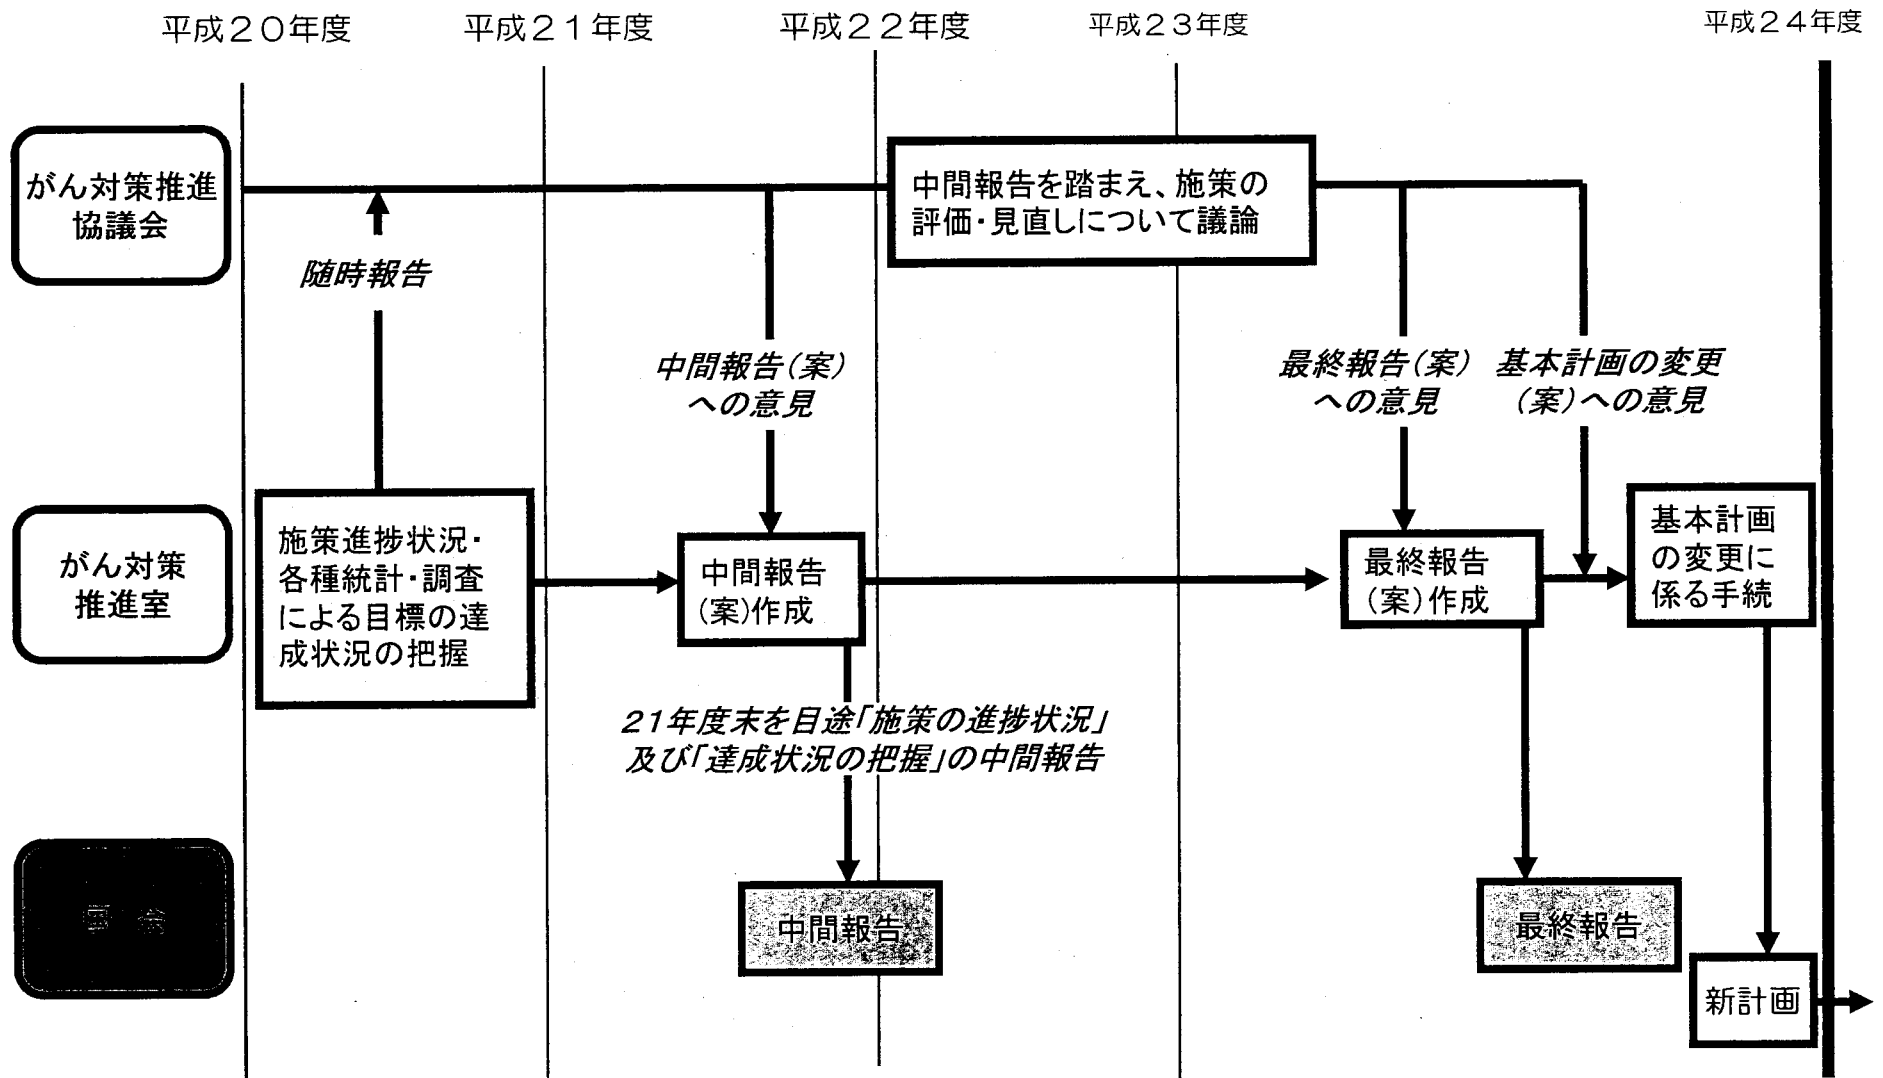 平成20年度
平成21年度
平成22年度
平成23年度
平成24年度
がん対策推進
協議会
中間報告を踏まえ、施策の
評価・見直しについて議論
随時報告
中間報告(案)
への意見
最終報告(案)
への意見
基本計画の変更
(案)への意見
がん対策
推進室
施策進捗状況・
各種統計・調査
による目標の達
成状況の把握
中間報告
(案)作成
最終報告
(案)作成
基本計画
の変更に
係る手続
21年度末を目途「施策の進捗状況」
及び「達成状況の把握」の中間報告
中間報告
最終報告
新計画